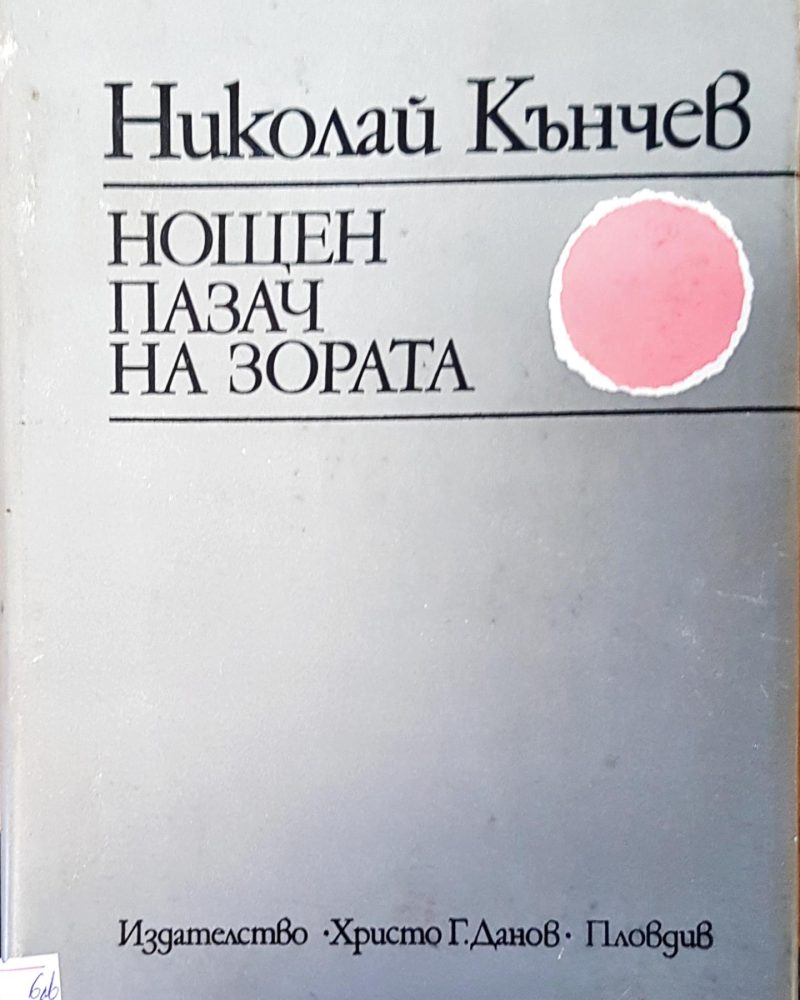 Николай Кънчев
НОЩЕН
ПАЗАЧ
НА ЗОРАТА
Издателство ·Христо Г. Данов· Пловдив